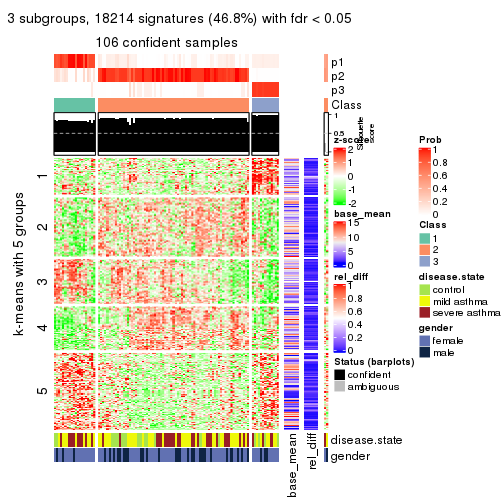 3 subgroups, 18214 signatures (46.8%) with fdr < 0.05
106 confident samples
p1
p2
p3
Class
1
0.5
0
Silhouette
score
k-means with 5 groups
1
2
3
4
5
z-score
2
1
0
-1
-2
base_mean
15
10
5
0
rel_diff
1
0.8
0.6
0.4
0.2
0
Status (barplots)
confident
ambiguous
Prob
1
0.8
0.6
0.4
0.2
0
Class
1
2
3
disease.state
control
mild asthma
severe asthma
gender
female
male
disease.state
gender
base_mean
rel_diff